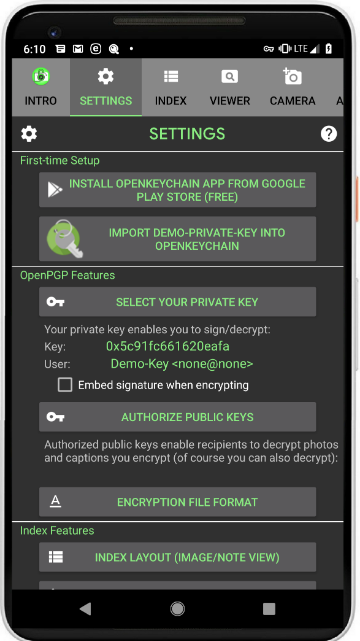 6:10
LTE
INTRO
SETTINGS
INDEX
VIEWER
CAMERA
A
SETTINGS
First-time Setup
INSTALL OPENKEYCHAIN APP FROM GOOGLE
PLAY STORE (FREE)
IMPORT DEMO-PRIVATE-KEY INTO
OPENKEYCHAIN
OpenPGP Features
SELECT YOUR PRIVATE KEY
Your private key enables you to sign/decrypt:
Key: 0x5c91fc661620eafa
User: Demo-Key <none@none>
Embed signature when encrypting
AUTHORIZE PUBLIC KEYS
Authorized public keys enable recipients to decrypt photos
and captions you encrypt (of course you can also decrypt):
ENCRYPTION FILE FORMAT
Index Features
INDEX LAYOUT (IMAGE/NOTE VIEW)